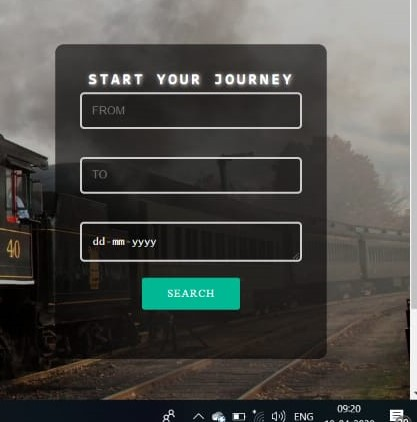 START YOUR JOURNEY
FROM
TO
40
dd-mm-yyyy
SEARCH
ENG
09:20